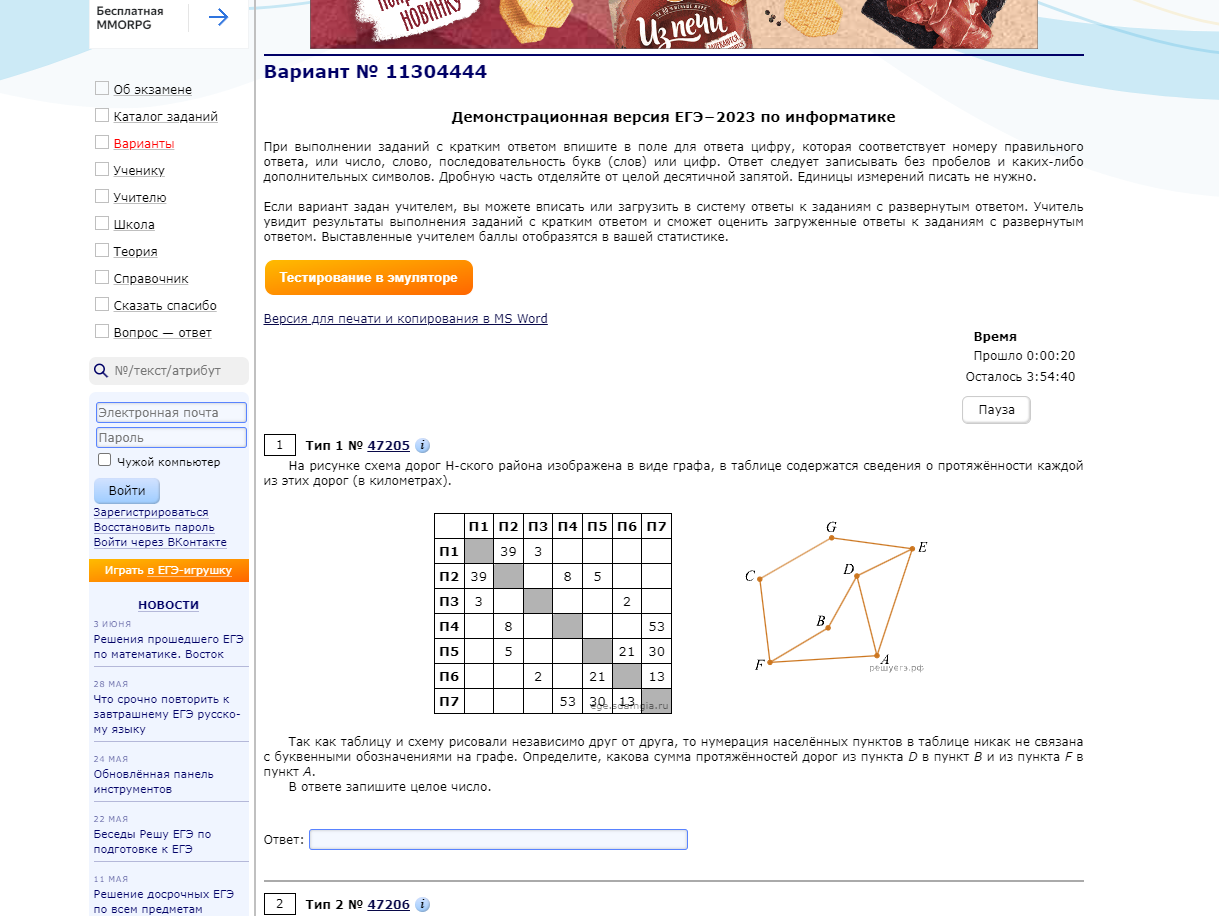 Бесплатная
MMORPG
НОВИНКУ
Из печи
Об экзамене
Каталог заданий
Варианты
Ученику
Учителю
Школа
Теория
Справочник
Сказать спасибо
Вопрос — ответ
№/текст/атрибут
Электронная почта
Пароль
Чужой компьютер
Войти
Зарегистрироваться
Восстановить пароль
Войти через ВКонтакте
Играть в ЕГЭ-игрушку
НОВОСТИ
3 ИЮНЯ
Решения прошедшего ЕГЭ
по математике. Восток
28 МАЯ
Что срочно повторить к
завтрашнему ЕГЭ русско-
му языку
24 МАЯ
Обновлённая панель
инструментов
22 МАЯ
Беседы Решу ЕГЭ по
подготовке к ЕГЭ
11 МАЯ
Решение досрочных ЕГЭ
по всем предметам
Вариант № 11304444
Демонстрационная версия ЕГЭ−2023 по информатике
При выполнении заданий с кратким ответом впишите в поле для ответа цифру, которая соответствует номеру правильного
ответа, или число, слово, последовательность букв (слов) или цифр. Ответ следует записывать без пробелов и каких-либо
дополнительных символов. Дробную часть отделяйте от целой десятичной запятой. Единицы измерений писать не нужно.
Если вариант задан учителем, вы можете вписать или загрузить в систему ответы к заданиям с развернутым ответом. Учитель
увидит результаты выполнения заданий с кратким ответом и сможет оценить загруженные ответы к заданиям с развернутым
ответом. Выставленные учителем баллы отобразятся в вашей статистике.
Тестирование в эмуляторе
Версия для печати и копирования в MS Word
Время
Прошло 0:00:20
Осталось 3:54:40
Пауза
1 Тип 1 № 47205 i
На рисунке схема дорог Н-ского района изображена в виде графа, в таблице содержатся сведения о протяжённости каждой
из этих дорог (в километрах).
П1 П2 П3 П4 П5 П6 П7
П1 39 3
П2 39 8 5
П3 3 2
П4 8 53
П5 5 21 30
П6 2 21 13
П7 53 30 13
ege.sdamgia.ru
G
E
C
D
B
F
A
решуегэ.рф
Так как таблицу и схему рисовали независимо друг от друга, то нумерация населённых пунктов в таблице никак не связана
с буквенными обозначениями на графе. Определите, какова сумма протяжённостей дорог из пункта D в пункт B и из пункта F в
пункт A.
В ответе запишите целое число.
Ответ:
2 Тип 2 № 47206 i